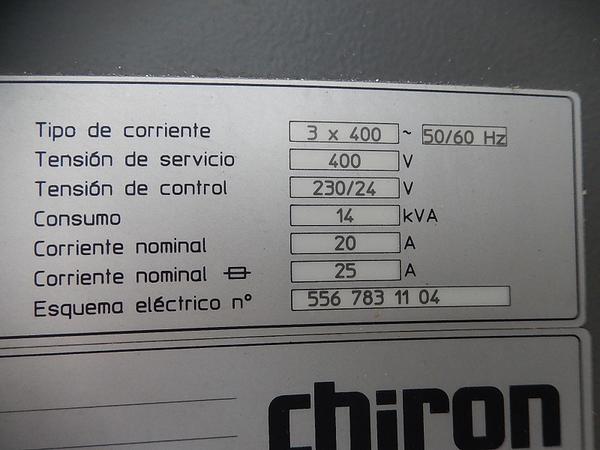 Tipo de corriente 3 x 400 ~ 50/60 Hz
Tensión de servicio 400 V
Tensión de control 230/24 V
Consumo 14 kVA
Corriente nominal 20 A
Corriente nominal 25 A
Esquema eléctrico nº 556 783 11 04
chiron